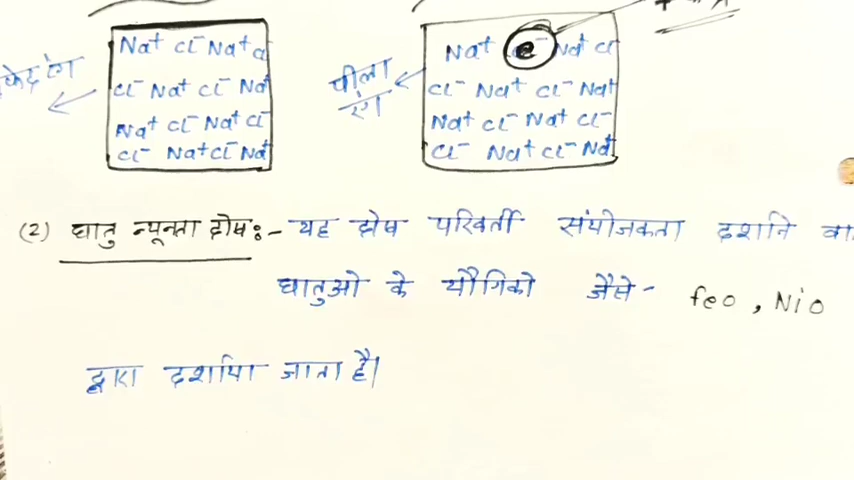 Na⁺ Cl⁻ Na⁺ Cl
Cl⁻ Na⁺ Cl⁻ Na⁺
Na⁺ Cl⁻ Na⁺ Cl⁻
Cl⁻ Na⁺ Cl⁻ Na⁺
पीला
रंग
Na⁺ e⁻ Na⁺ Cl
Cl⁻ Na⁺ Cl⁻ Na⁺
Na⁺ Cl⁻ Na⁺ Cl⁻
Cl⁻ Na⁺ Cl⁻ Na⁺
(2) धातु न्यूनता दोष:- यह दोष परिवर्ती संयोजकता दर्शाने वा
धातुओ के यौगिको जैसे- feo, Nio
द्वारा दर्शाया जाता है।